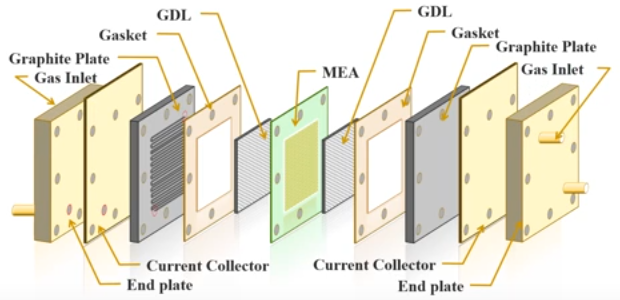 GDL
Gasket
Graphite Plate
Gas Inlet
MEA
GDL
Gasket
Graphite Plate
Gas Inlet
Current Collector
End plate
Current Collector
End plate